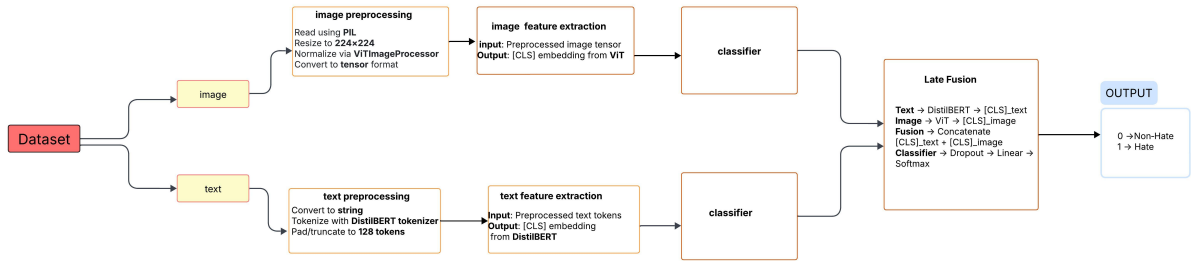 Dataset
image
text
image preprocessing
Read using PIL
Resize to 224×224
Normalize via ViTImageProcessor
Convert to tensor format
image feature extraction
input: Preprocessed image tensor
Output: [CLS] embedding from ViT
classifier
text preprocessing
Convert to string
Tokenize with DistilBERT tokenizer
Pad/truncate to 128 tokens
text feature extraction
Input: Preprocessed text tokens
Output: [CLS] embedding
from DistilBERT
classifier
Late Fusion
Text → DistilBERT → [CLS]_text
Image → ViT → [CLS]_image
Fusion → Concatenate
[CLS]_text + [CLS]_image
Classifier → Dropout → Linear →
Softmax
OUTPUT
0 →Non-Hate
1 → Hate